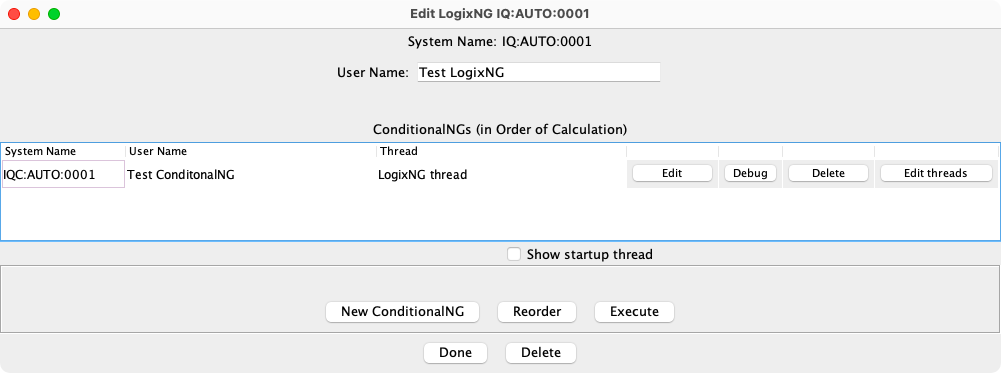 Edit LogixNG IQ:AUTO:0001
System Name: IQ:AUTO:0001
User Name: Test LogixNG
ConditionalNGs (in Order of Calculation)
System Name User Name Thread
IQC:AUTO:0001 Test ConditonalNG LogixNG thread Edit Debug Delete Edit threads
Show startup thread
New ConditionalNG Reorder Execute
Done Delete